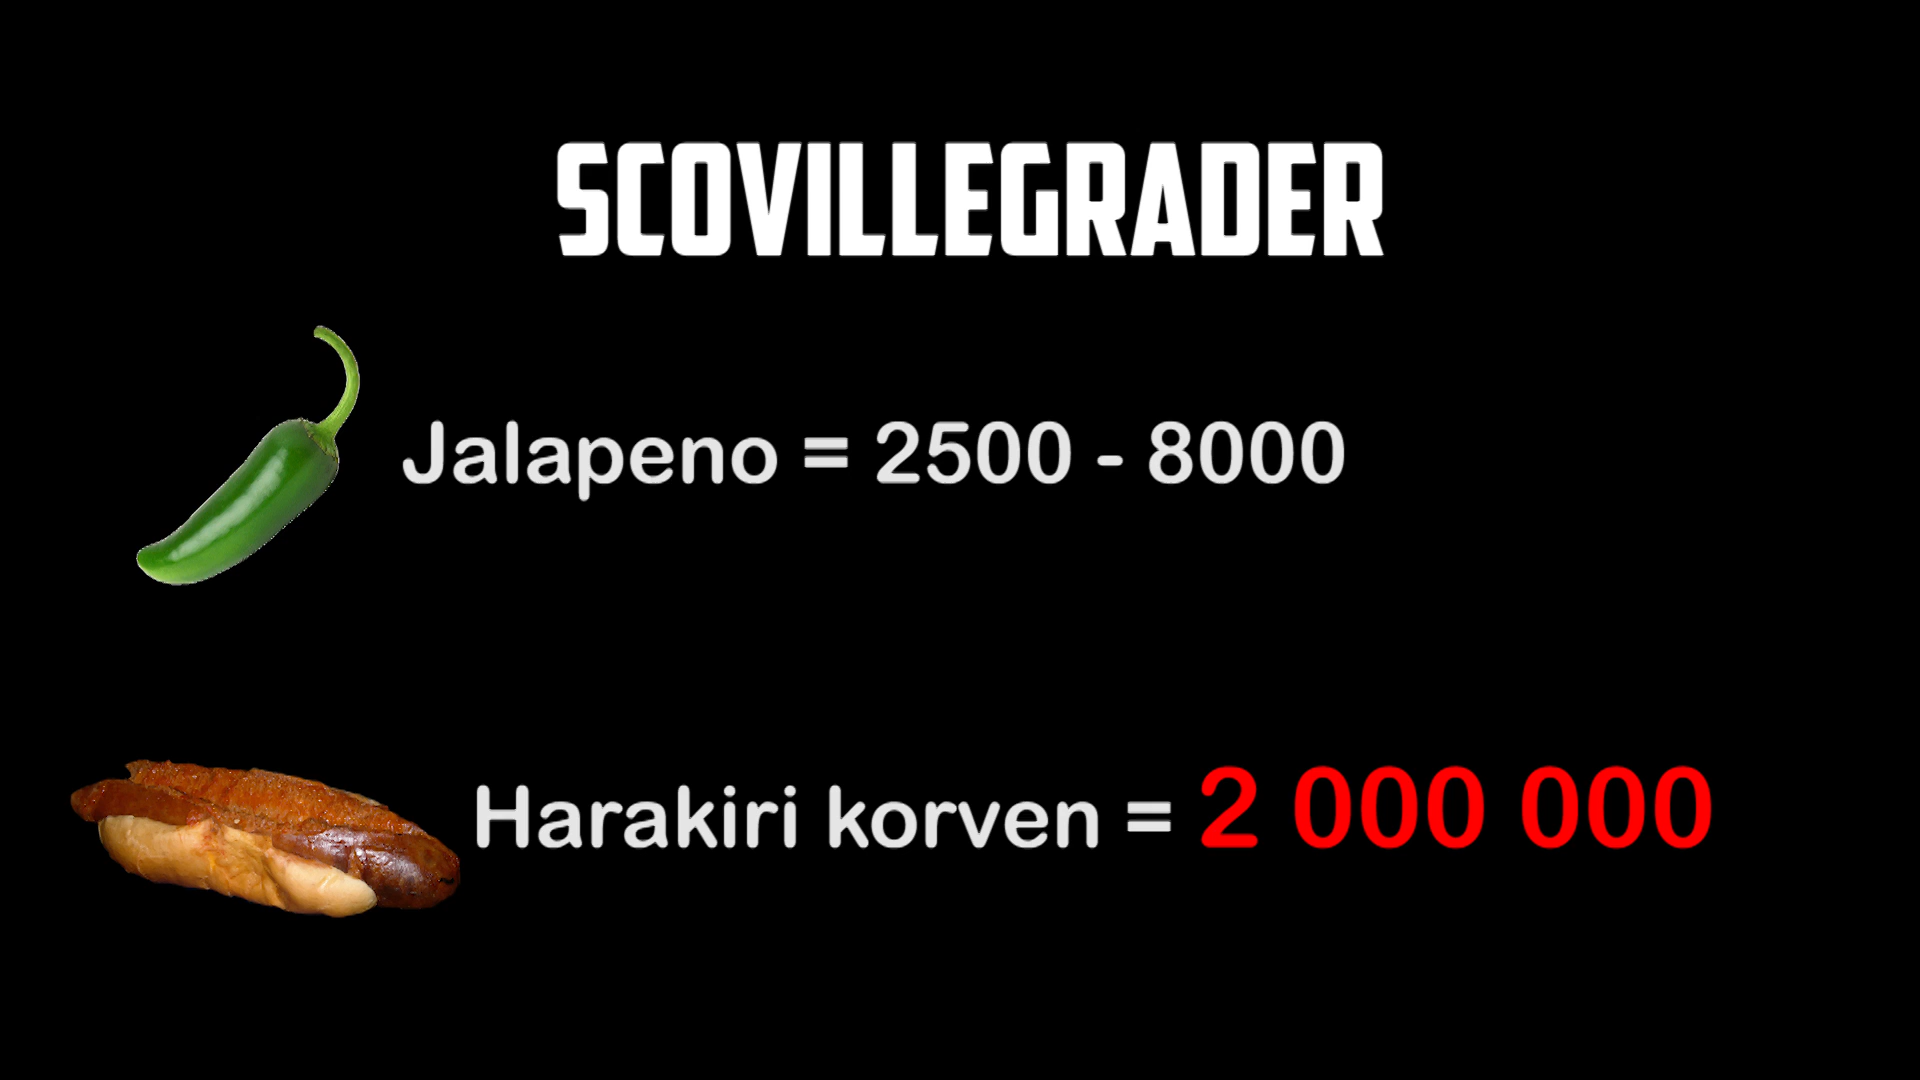 SCOVILLEGRADER
Jalapeno = 2500 - 8000
Harakiri korven = 2 000 000